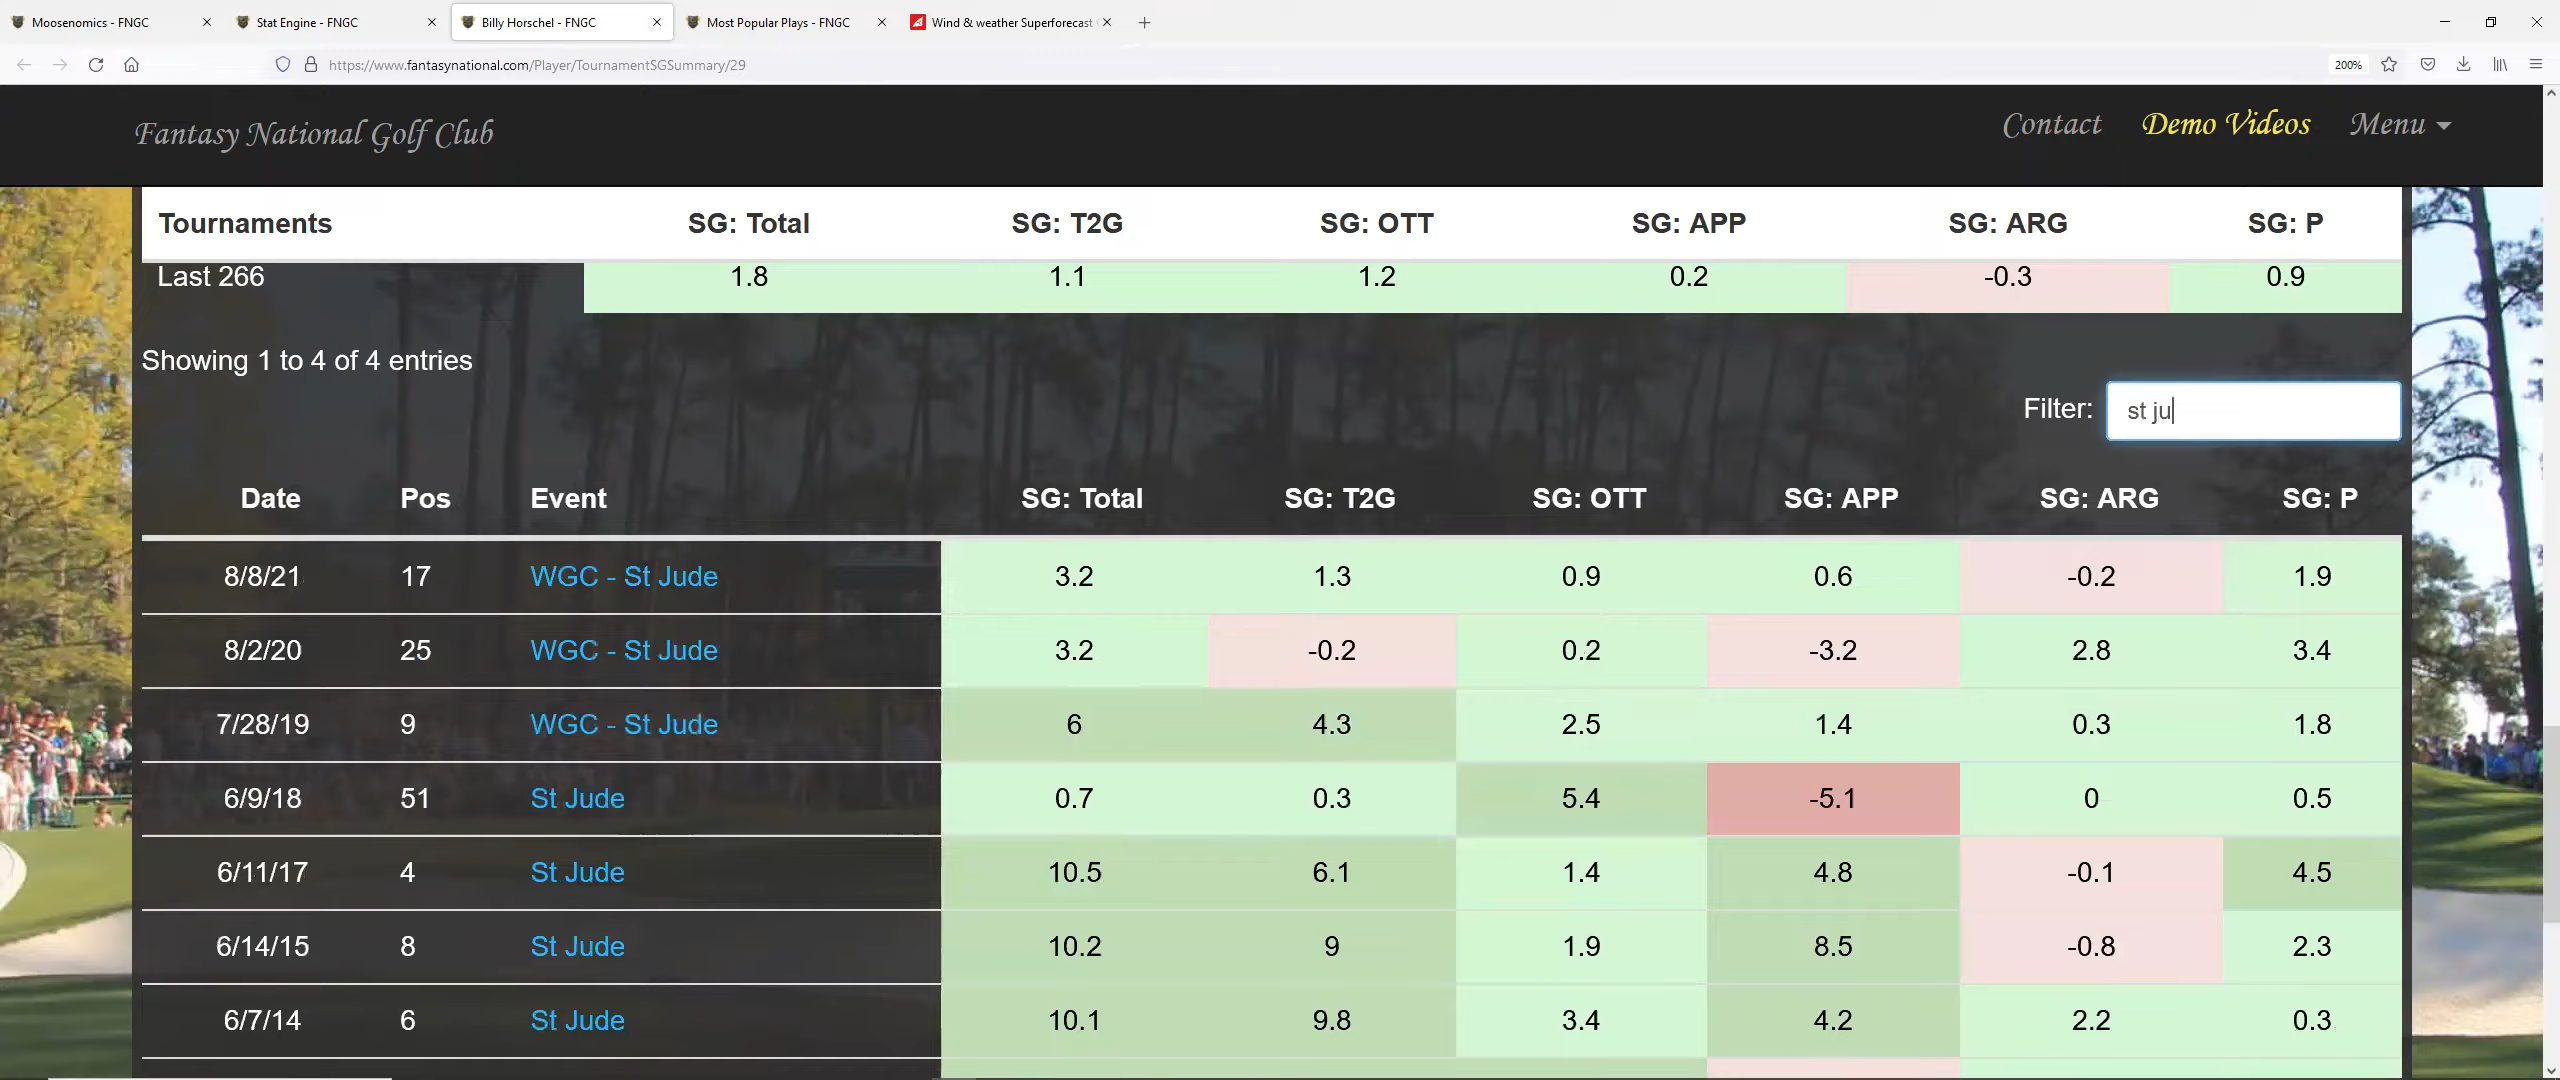 Moosenomics - FNGC
Stat Engine - FNGC
Billy Horschel - FNGC
Most Popular Plays - FNGC
Wind & weather Superforecast
https://www.fantasynational.com/Player/TournamentSGSummary/29
200%
Fantasy National Golf Club
Contact Demo Videos Menu
Tournaments SG: Total SG: T2G SG: OTT SG: APP SG: ARG SG: P
Last 266 1.8 1.1 1.2 0.2 -0.3 0.9
Showing 1 to 4 of 4 entries
Filter: st ju
Date Pos Event SG: Total SG: T2G SG: OTT SG: APP SG: ARG SG: P
8/8/21 17 WGC - St Jude 3.2 1.3 0.9 0.6 -0.2 1.9
8/2/20 25 WGC - St Jude 3.2 -0.2 0.2 -3.2 2.8 3.4
7/28/19 9 WGC - St Jude 6 4.3 2.5 1.4 0.3 1.8
6/9/18 51 St Jude 0.7 0.3 5.4 -5.1 0 0.5
6/11/17 4 St Jude 10.5 6.1 1.4 4.8 -0.1 4.5
6/14/15 8 St Jude 10.2 9 1.9 8.5 -0.8 2.3
6/7/14 6 St Jude 10.1 9.8 3.4 4.2 2.2 0.3